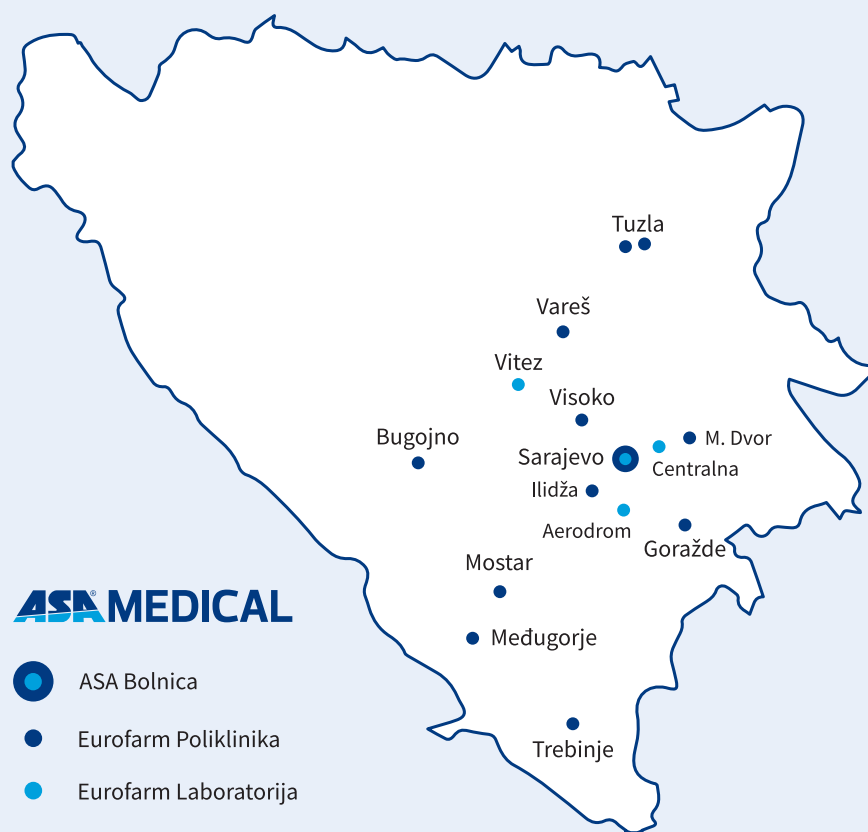 Tuzla
Vareš
Vitez
Visoko
Bugojno
M. Dvor
Sarajevo
Centralna
Ilidža
Aerodrom
Goražde
Mostar
ASA® MEDICAL
Međugorje
ASA Bolnica
Eurofarm Poliklinika
Trebinje
Eurofarm Laboratorija